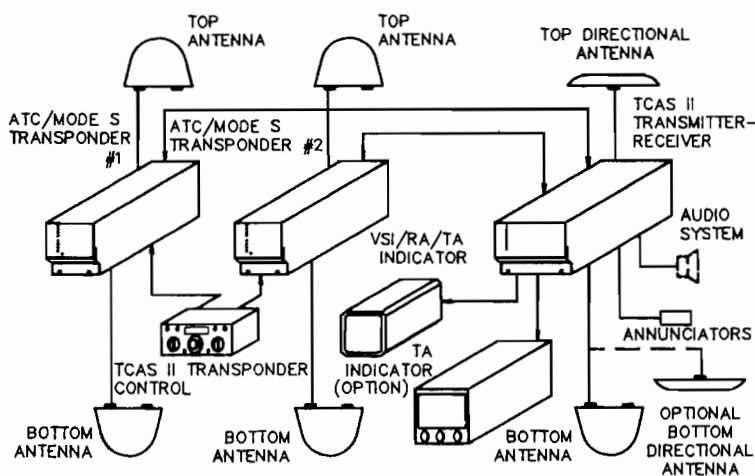 TOP
ANTENNA
TOP
ANTENNA
TOP DIRECTIONAL
ANTENNA
ATC/MODE S
TRANSPONDER
#1
ATC/MODE S
TRANSPONDER #2
TCAS II
TRANSMITTER-
RECEIVER
VSI/RA/TA
INDICATOR
AUDIO
SYSTEM
TCAS II TRANSPONDER
CONTROL
TA
INDICATOR
(OPTION)
ANNUNCIATORS
BOTTOM
ANTENNA
BOTTOM
ANTENNA
BOTTOM
ANTENNA
OPTIONAL
BOTTOM
DIRECTIONAL
ANTENNA